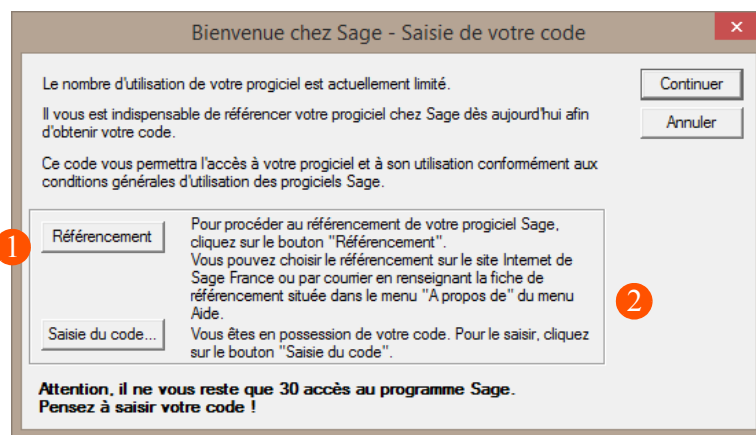 Bienvenue chez Sage - Saisie de votre code
×
Le nombre d'utilisation de votre progiciel est actuellement limité.
Continuer
Il vous est indispensable de référencer votre progiciel chez Sage dès aujourd'hui afin
d'obtenir votre code.
Annuler
Ce code vous permettra l'accès à votre progiciel et à son utilisation conformément aux
conditions générales d'utilisation des progiciels Sage.
1
Référencement
Pour procéder au référencement de votre progiciel Sage,
cliquez sur le bouton "Référencement".
Vous pouvez choisir le référencement sur le site Internet de
Sage France ou par courrier en renseignant la fiche de
référencement située dans le menu "A propos de" du menu
Aide.
2
Saisie du code...
Vous êtes en possession de votre code. Pour le saisir, cliquez
sur le bouton "Saisie du code".
Attention, il ne vous reste que 30 accès au programme Sage.
Pensez à saisir votre code !